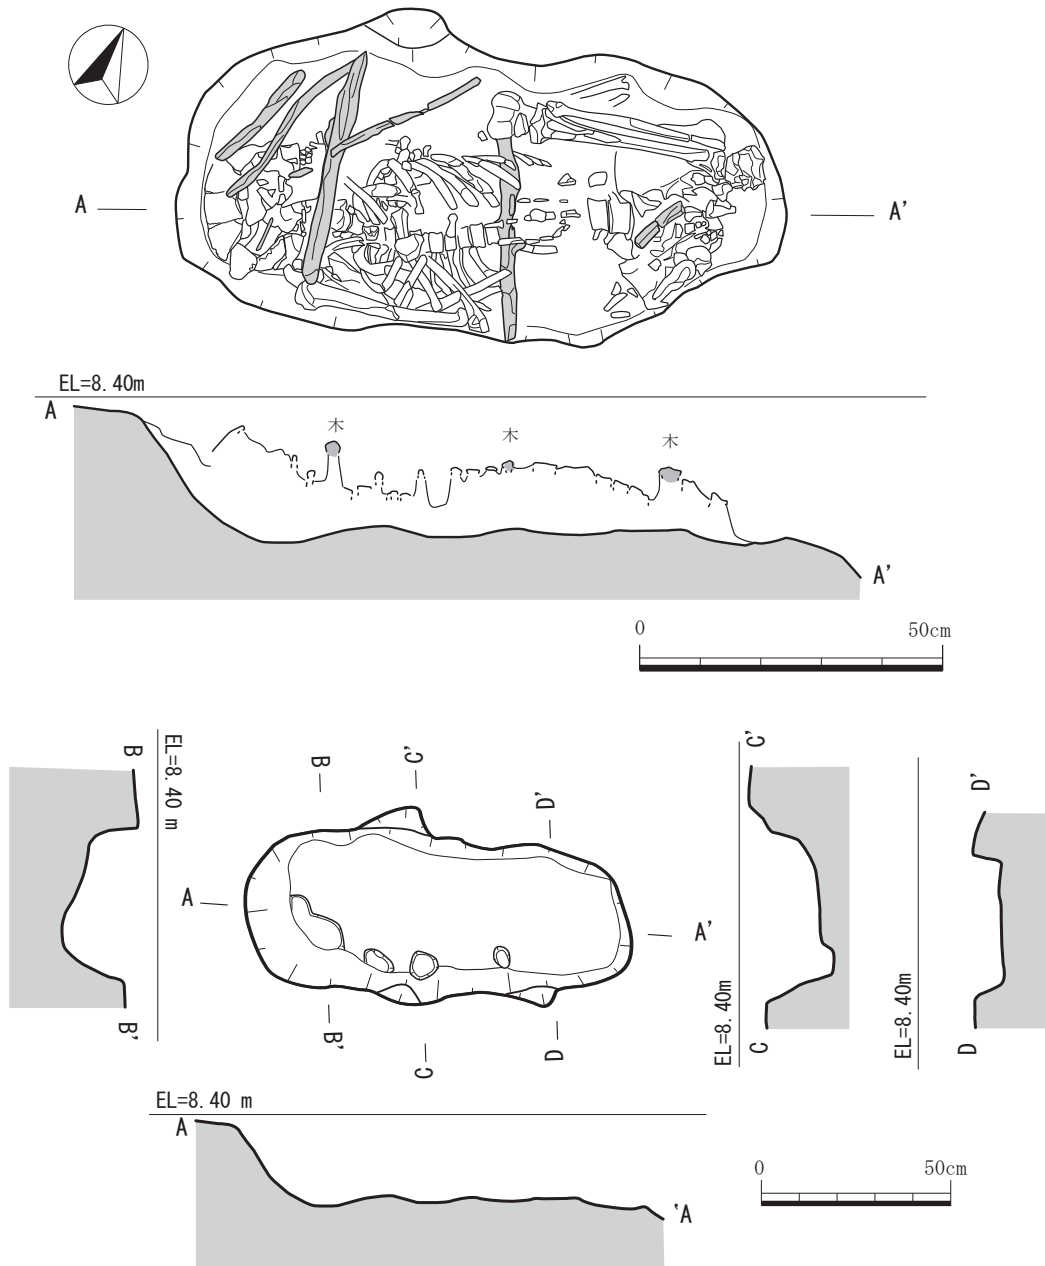 A A'
EL=8.40m
A
木 木 木
A'
0 50cm
B
EL=8.40 m
B'
B C' D'
A A'
B' C D
C'
EL=8.40m
C
D'
EL=8.40m
D
EL=8.40 m
A
'A
0 50cm